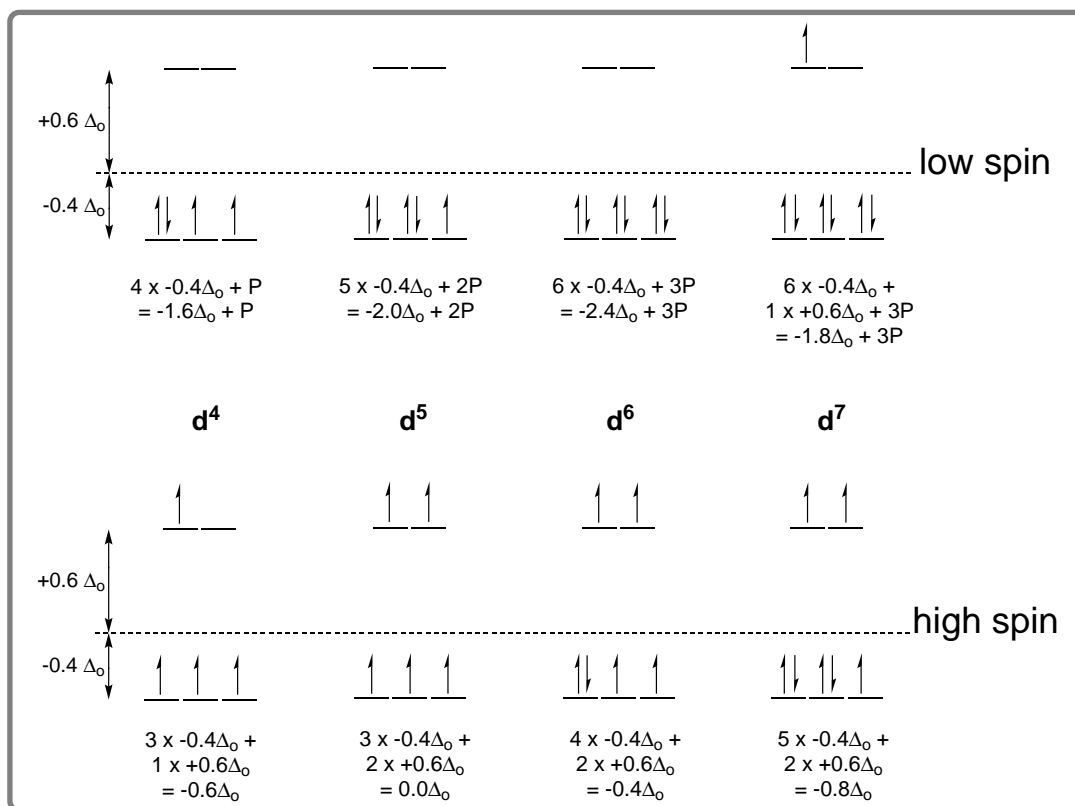 +0.6 Δo
low spin
-0.4 Δo
4 x -0.4Δo + P
= -1.6Δo + P
5 x -0.4Δo + 2P
= -2.0Δo + 2P
6 x -0.4Δo + 3P
= -2.4Δo + 3P
6 x -0.4Δo +
1 x +0.6Δo + 3P
= -1.8Δo + 3P
d4
d5
d6
d7
+0.6 Δo
high spin
-0.4 Δo
3 x -0.4Δo +
1 x +0.6Δo
= -0.6Δo
3 x -0.4Δo +
2 x +0.6Δo
= 0.0Δo
4 x -0.4Δo +
2 x +0.6Δo
= -0.4Δo
5 x -0.4Δo +
2 x +0.6Δo
= -0.8Δo